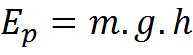 E_p = m.g.h